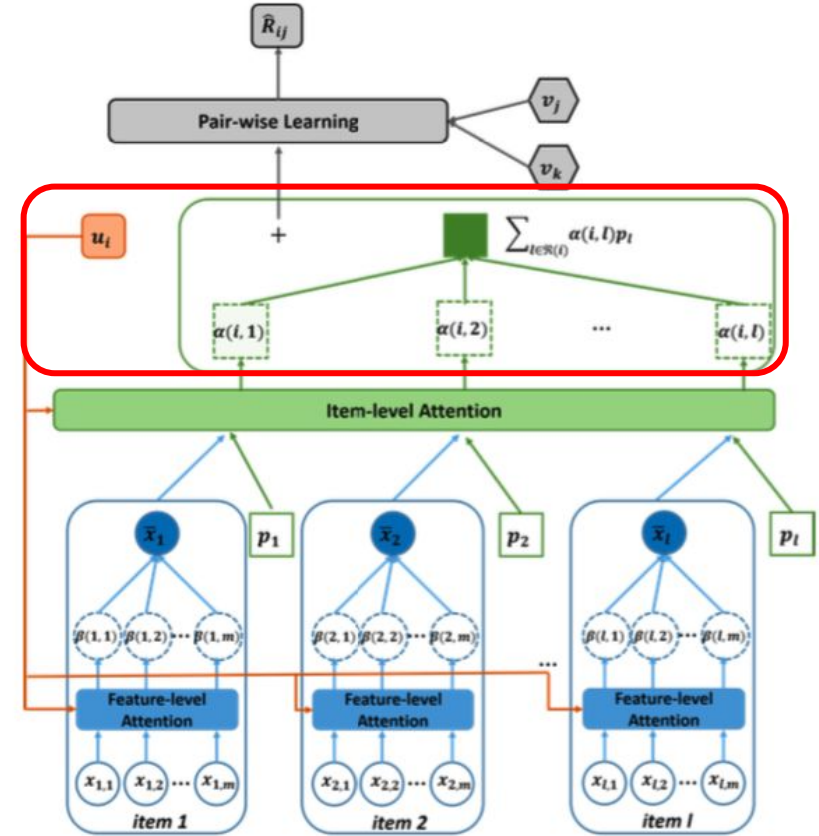 R̂ij
Pair-wise Learning
vj
vk
ui
+
∑l∈ℜ(i) α(i,l)pl
α(i,1) α(i,2) ... α(i,l)
Item-level Attention
x̅1 p1 x̅2 p2 x̅l pl
β(1,1) β(1,2) ... β(1,m) β(2,1) β(2,2) ... β(2,m) β(l,1) β(l,2) ... β(l,m)
...
Feature-level Feature-level Feature-level
Attention Attention Attention
x1,1 x1,2 ... x1,m x2,1 x2,2 ... x2,m xl,1 xl,2 ... xl,m
item 1 item 2 item l